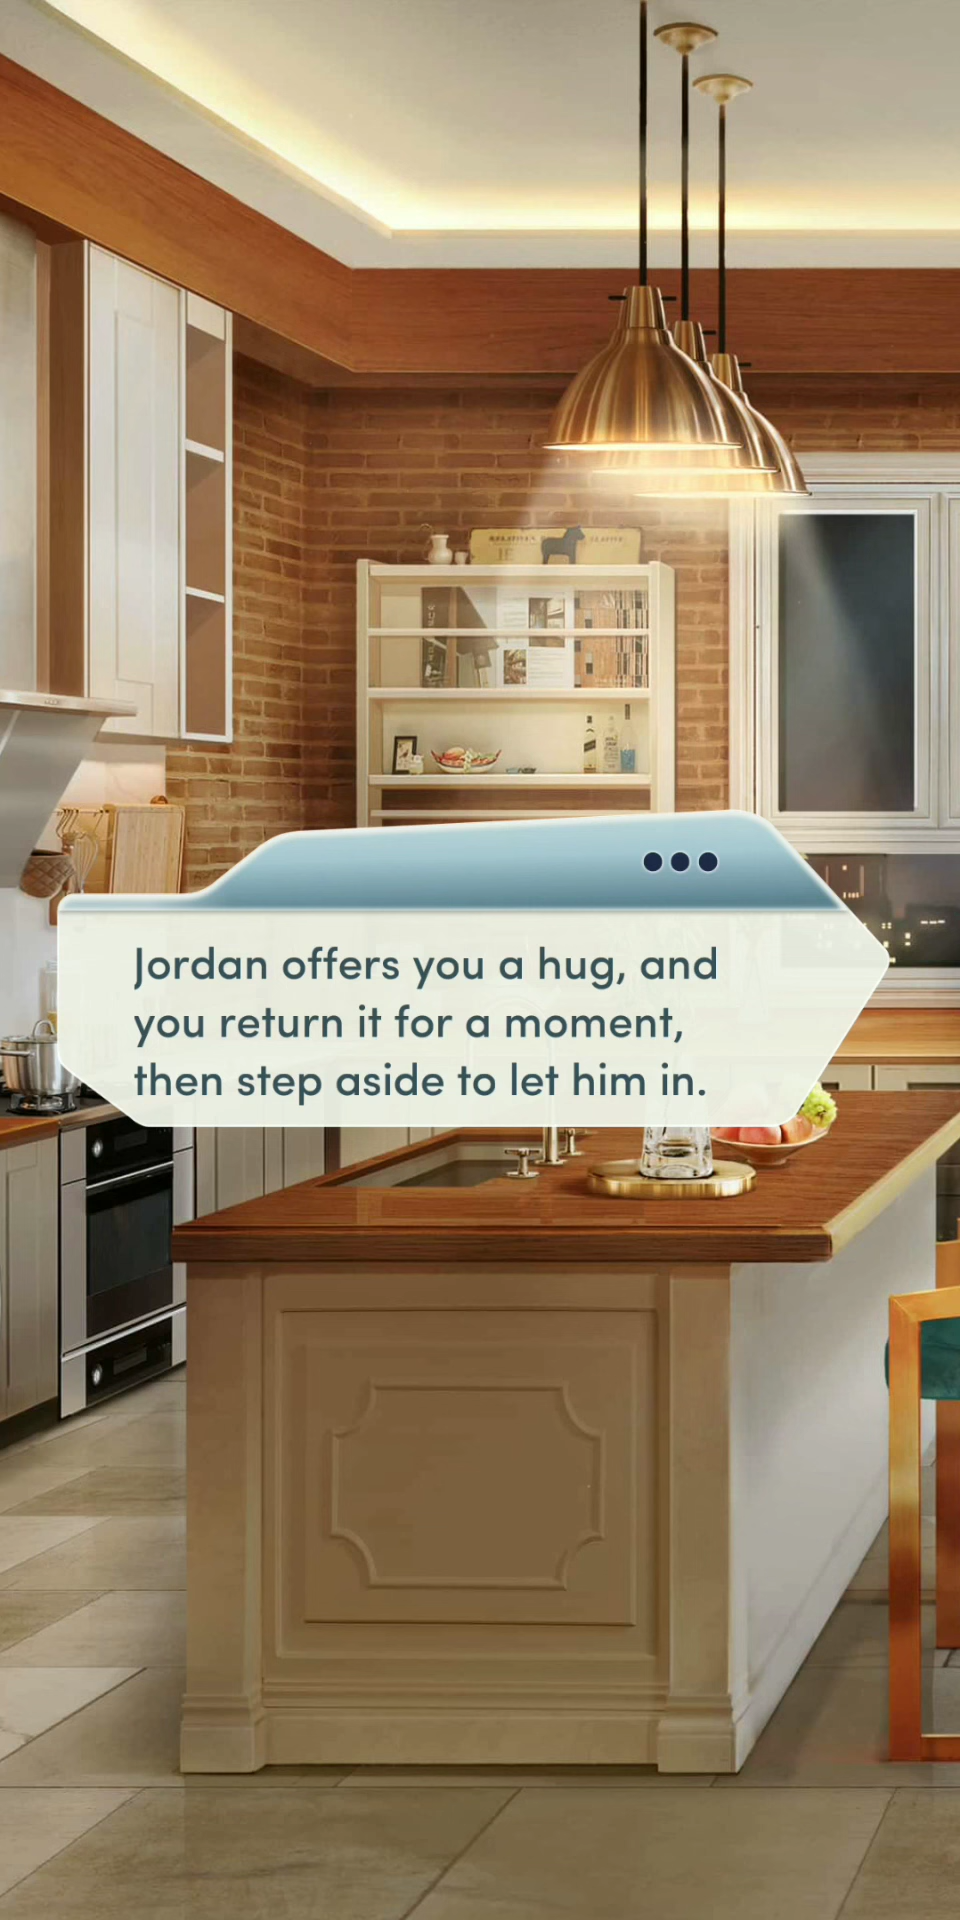 Jordan offers you a hug, and
you return it for a moment,
then step aside to let him in.